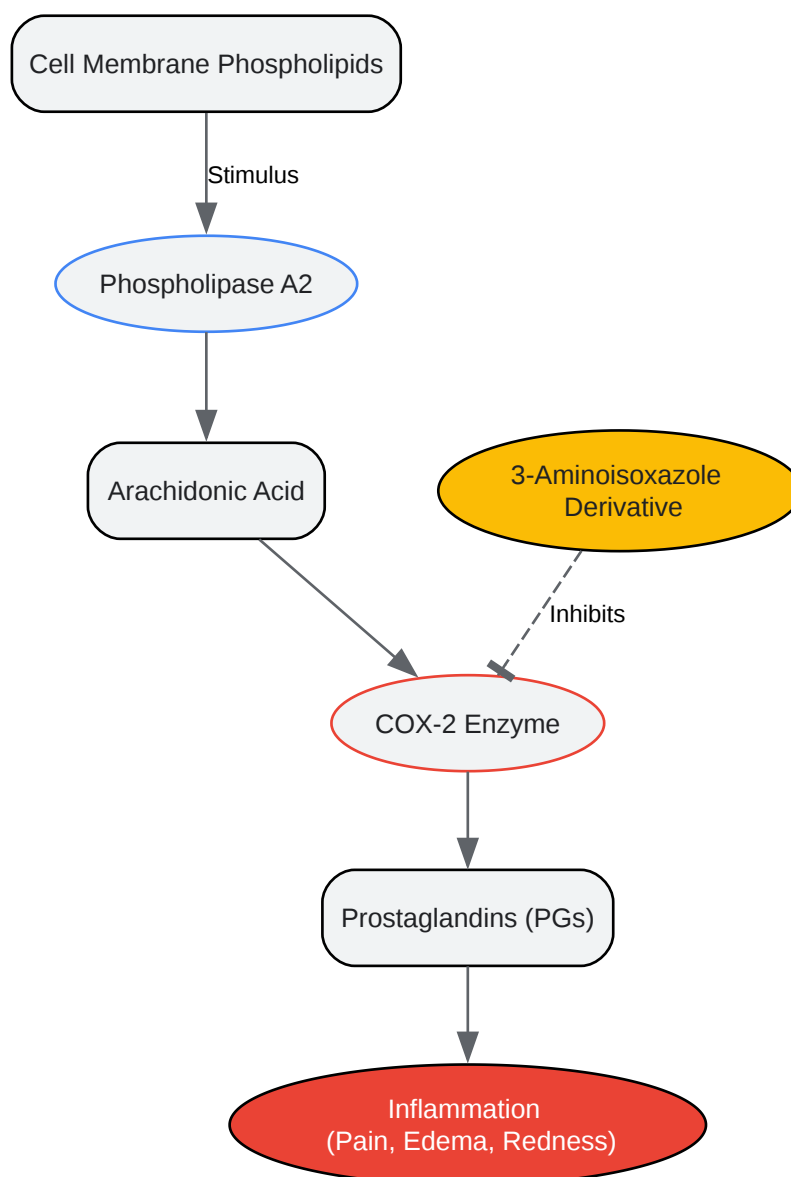 Cell Membrane Phospholipids
Stimulus
Phospholipase A2
Arachidonic Acid
3-Aminoisoxazole
Derivative
Inhibits
COX-2 Enzyme
Prostaglandins (PGs)
Inflammation
(Pain, Edema, Redness)